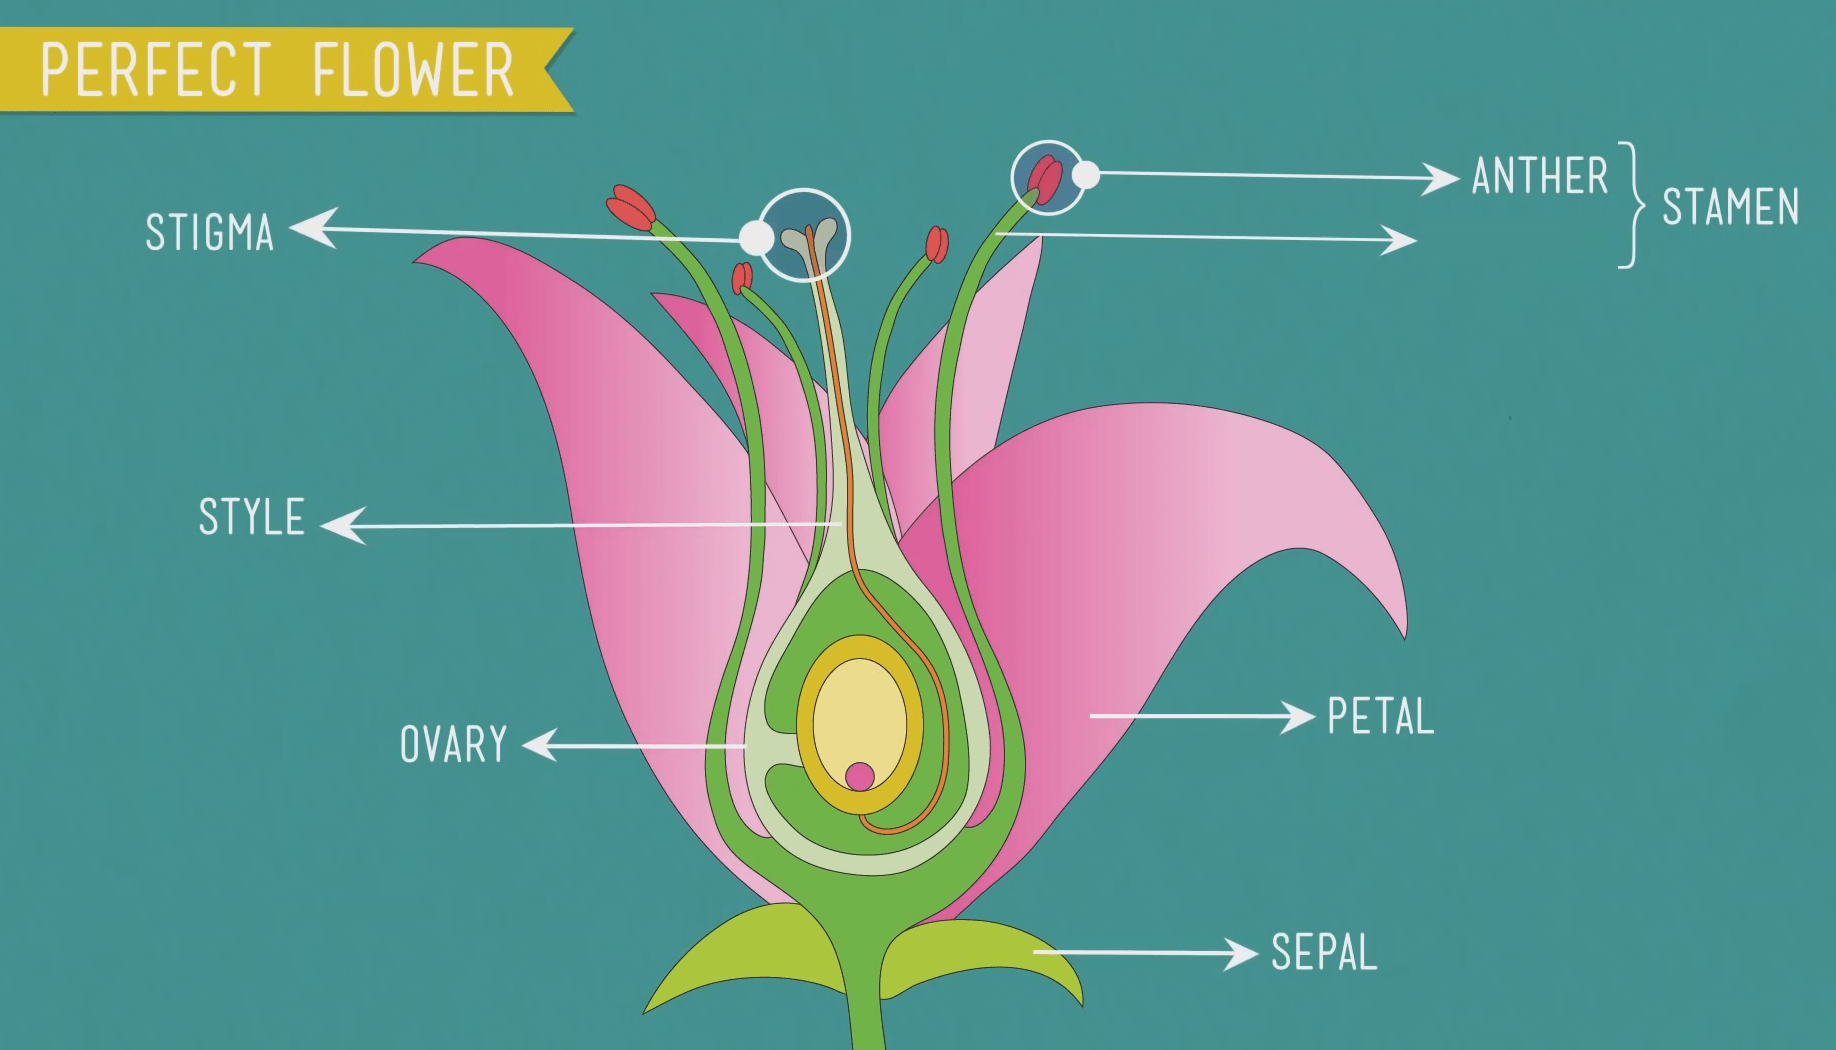 PERFECT FLOWER
ANTHER
STAMEN
STIGMA
STYLE
PETAL
OVARY
SEPAL